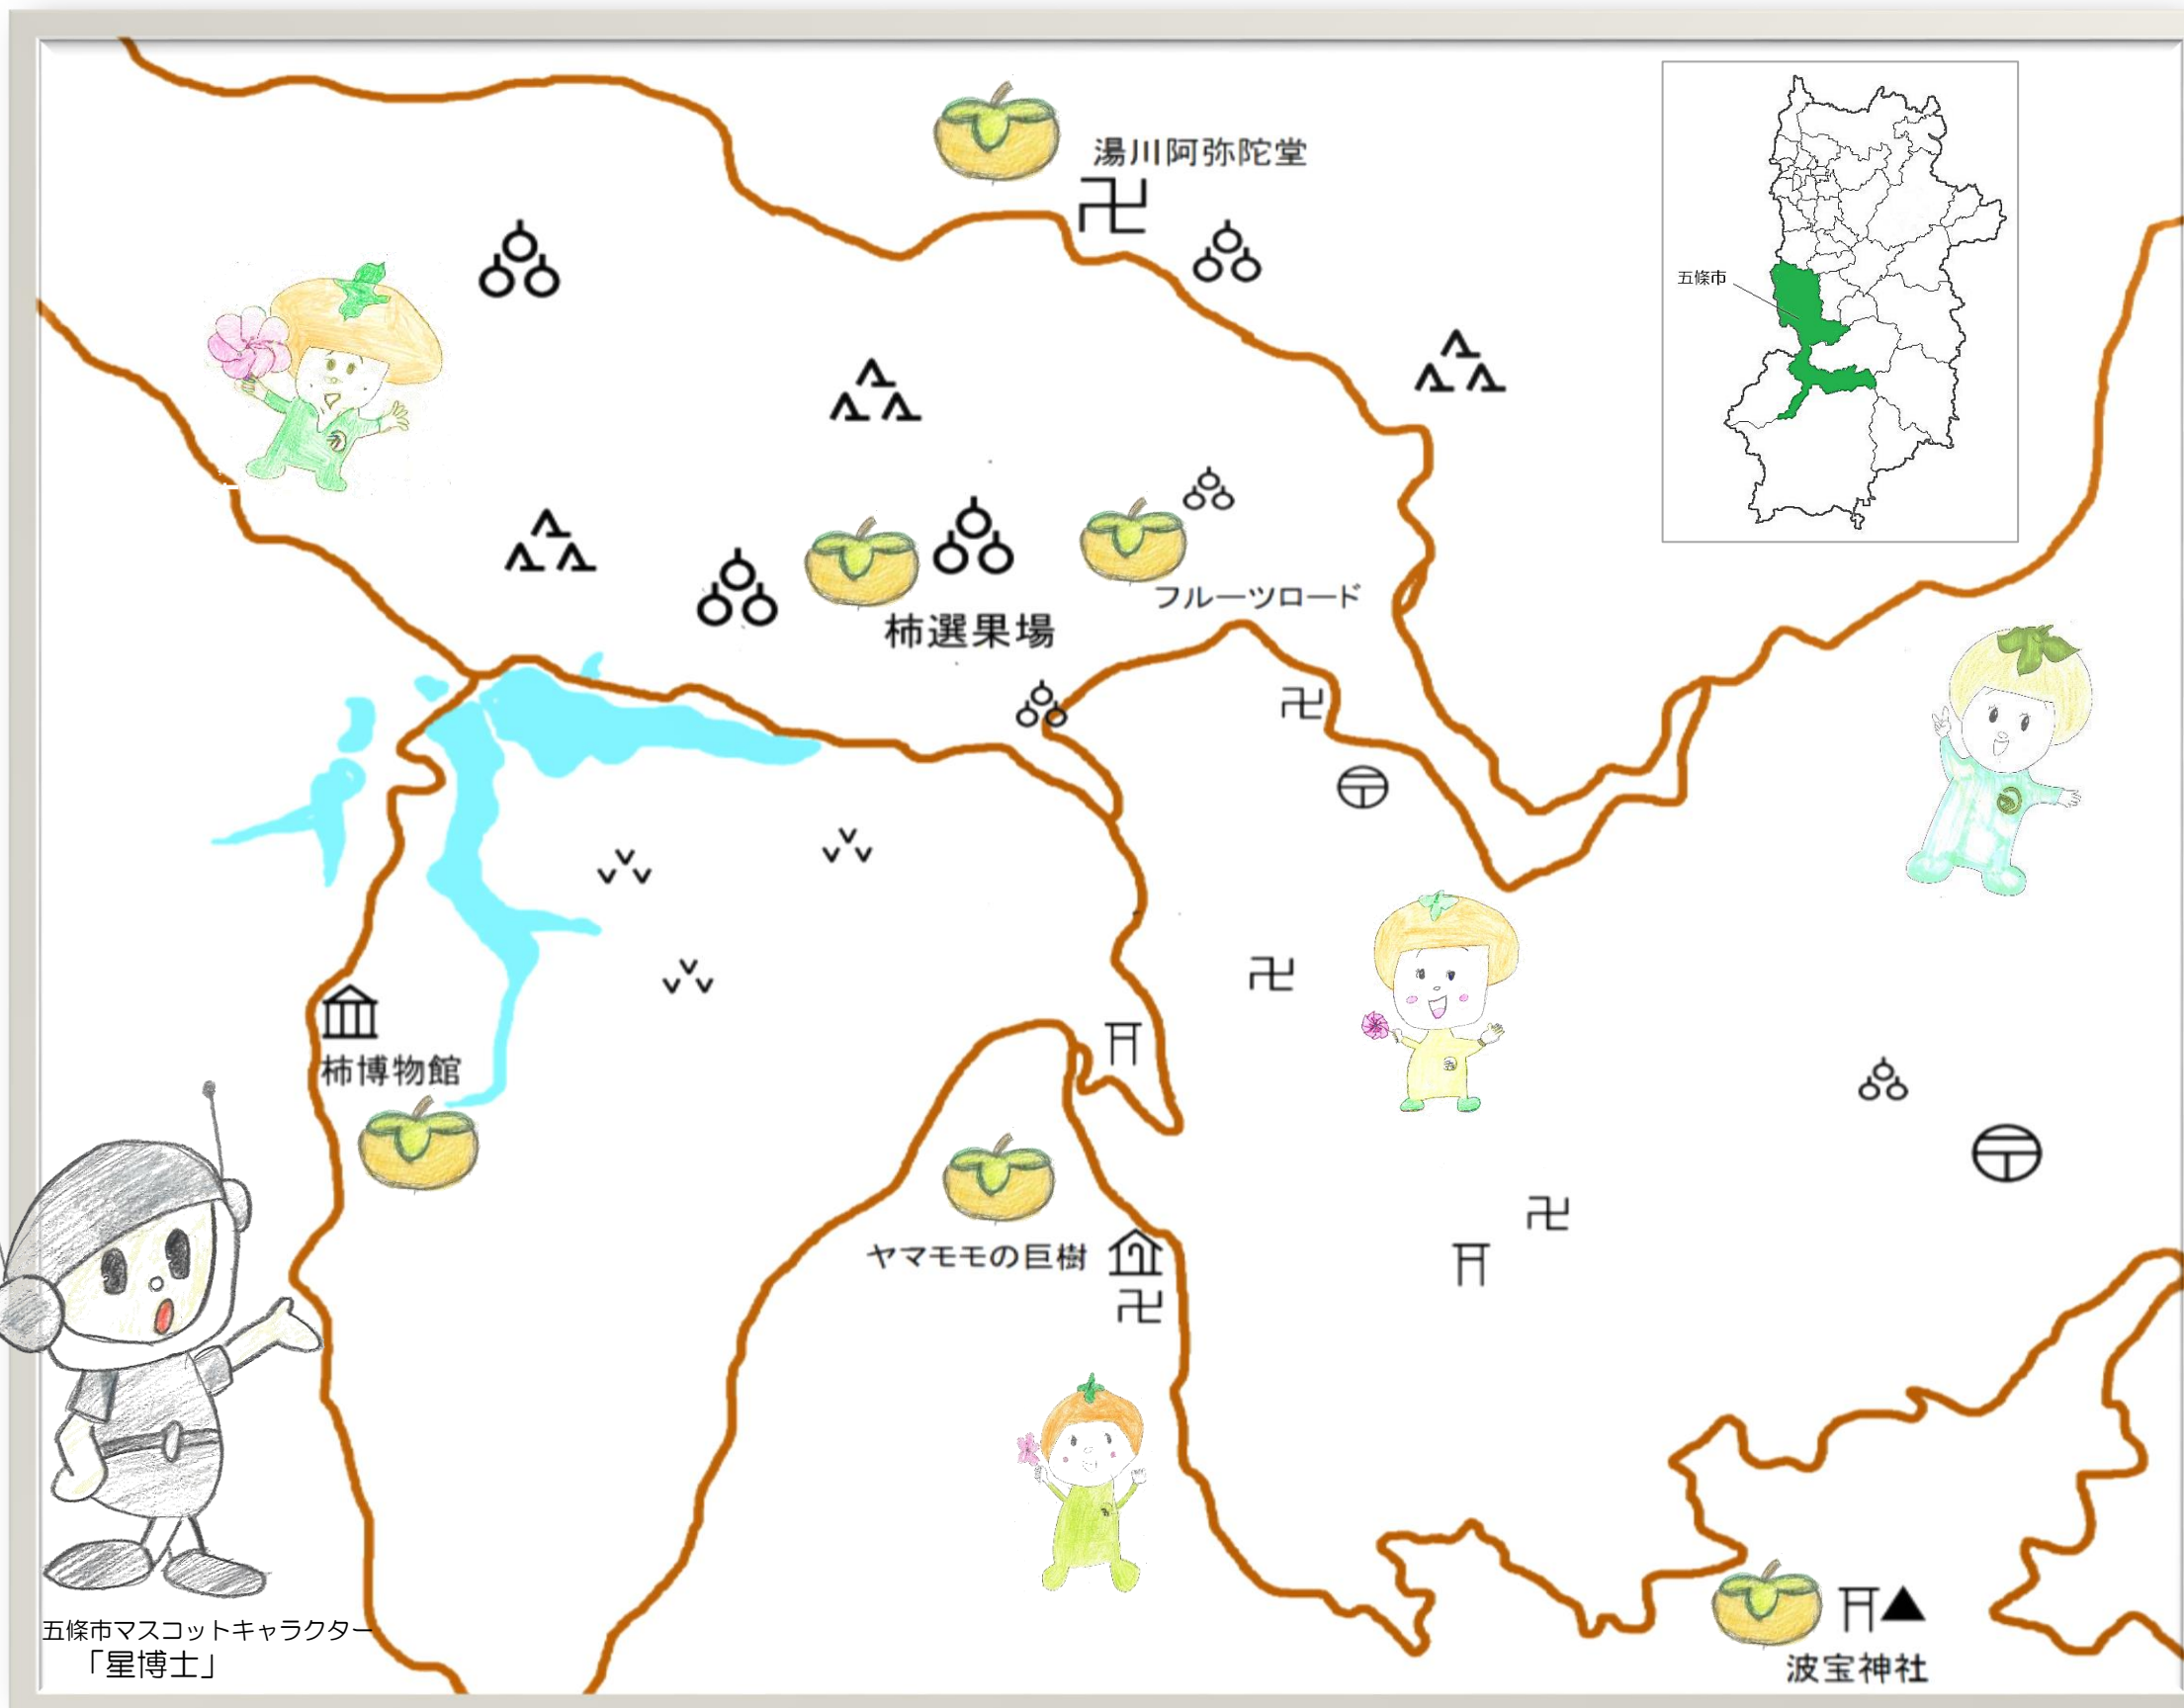 湯川阿弥陀堂
五條市
フルーツロード
柿選果場
柿博物館
ヤマモモの巨樹
五條市マスコットキャラクター
「星博士」
波宝神社